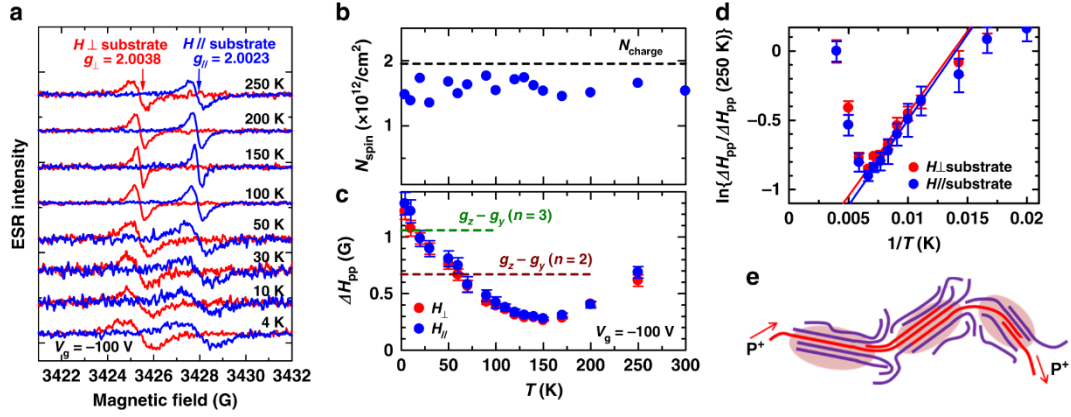 a
H ⊥ substrate
g⊥ = 2.0038
H // substrate
g// = 2.0023
250 K
200 K
150 K
100 K
50 K
30 K
10 K
4 K
Vg = –100 V
ESR intensity
3422 3424 3426 3428 3430 3432
Magnetic field (G)
b
Ncharge
Nspin (×10¹²/cm²)
2
1
0
c
gz – gy (n = 3)
gz – gy (n = 2)
H⊥
H//
Vg = –100 V
ΔHpp (G)
1
0.5
0
0 50 100 150 200 250 300
T (K)
d
ln{ΔHpp/ΔHpp (250 K)}
0
-0.5
-1
H⊥substrate
H//substrate
0 0.005 0.01 0.015 0.02
1/T (K)
e
P+
P+